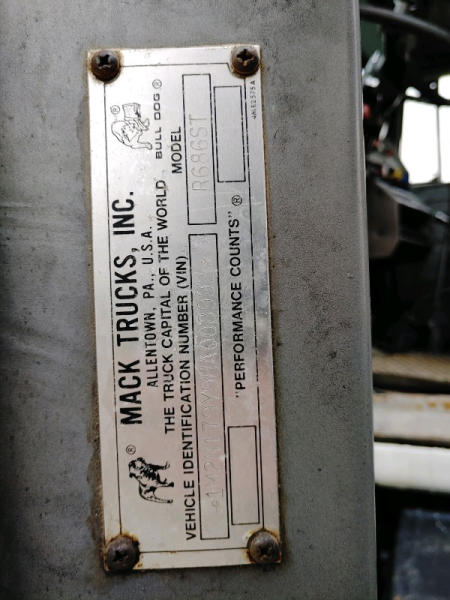 MACK TRUCKS, INC.
ALLENTOWN, PA., U.S.A.
THE TRUCK CAPITAL OF THE WORLD
BULL DOG ®
®
VEHICLE IDENTIFICATION NUMBER (VIN)
MODEL
R686ST
"PERFORMANCE COUNTS" ®